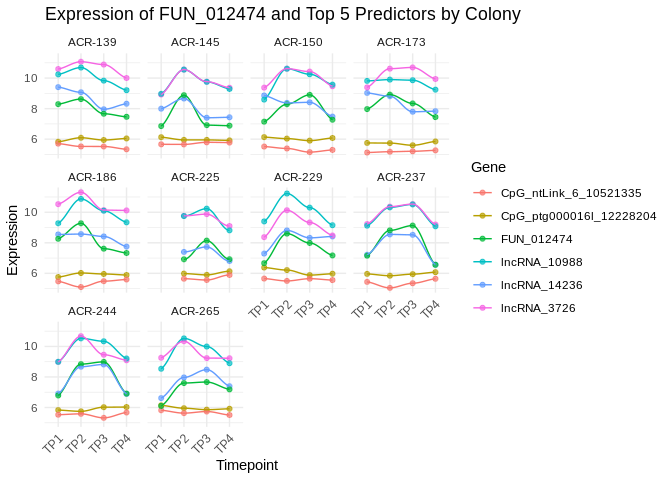 Expression of FUN_012474 and Top 5 Predictors by Colony
ACR-139 ACR-145 ACR-150 ACR-173
10
8
6
ACR-186 ACR-225 ACR-229 ACR-237
10
8
6
TP1 TP2 TP3 TP4 TP1 TP2 TP3 TP4
ACR-244 ACR-265
10
8
6
TP1 TP2 TP3 TP4 TP1 TP2 TP3 TP4
Expression
Timepoint
Gene
CpG_ntLink_6_10521335
CpG_ptg000016l_12228204
FUN_012474
lncRNA_10988
lncRNA_14236
lncRNA_3726